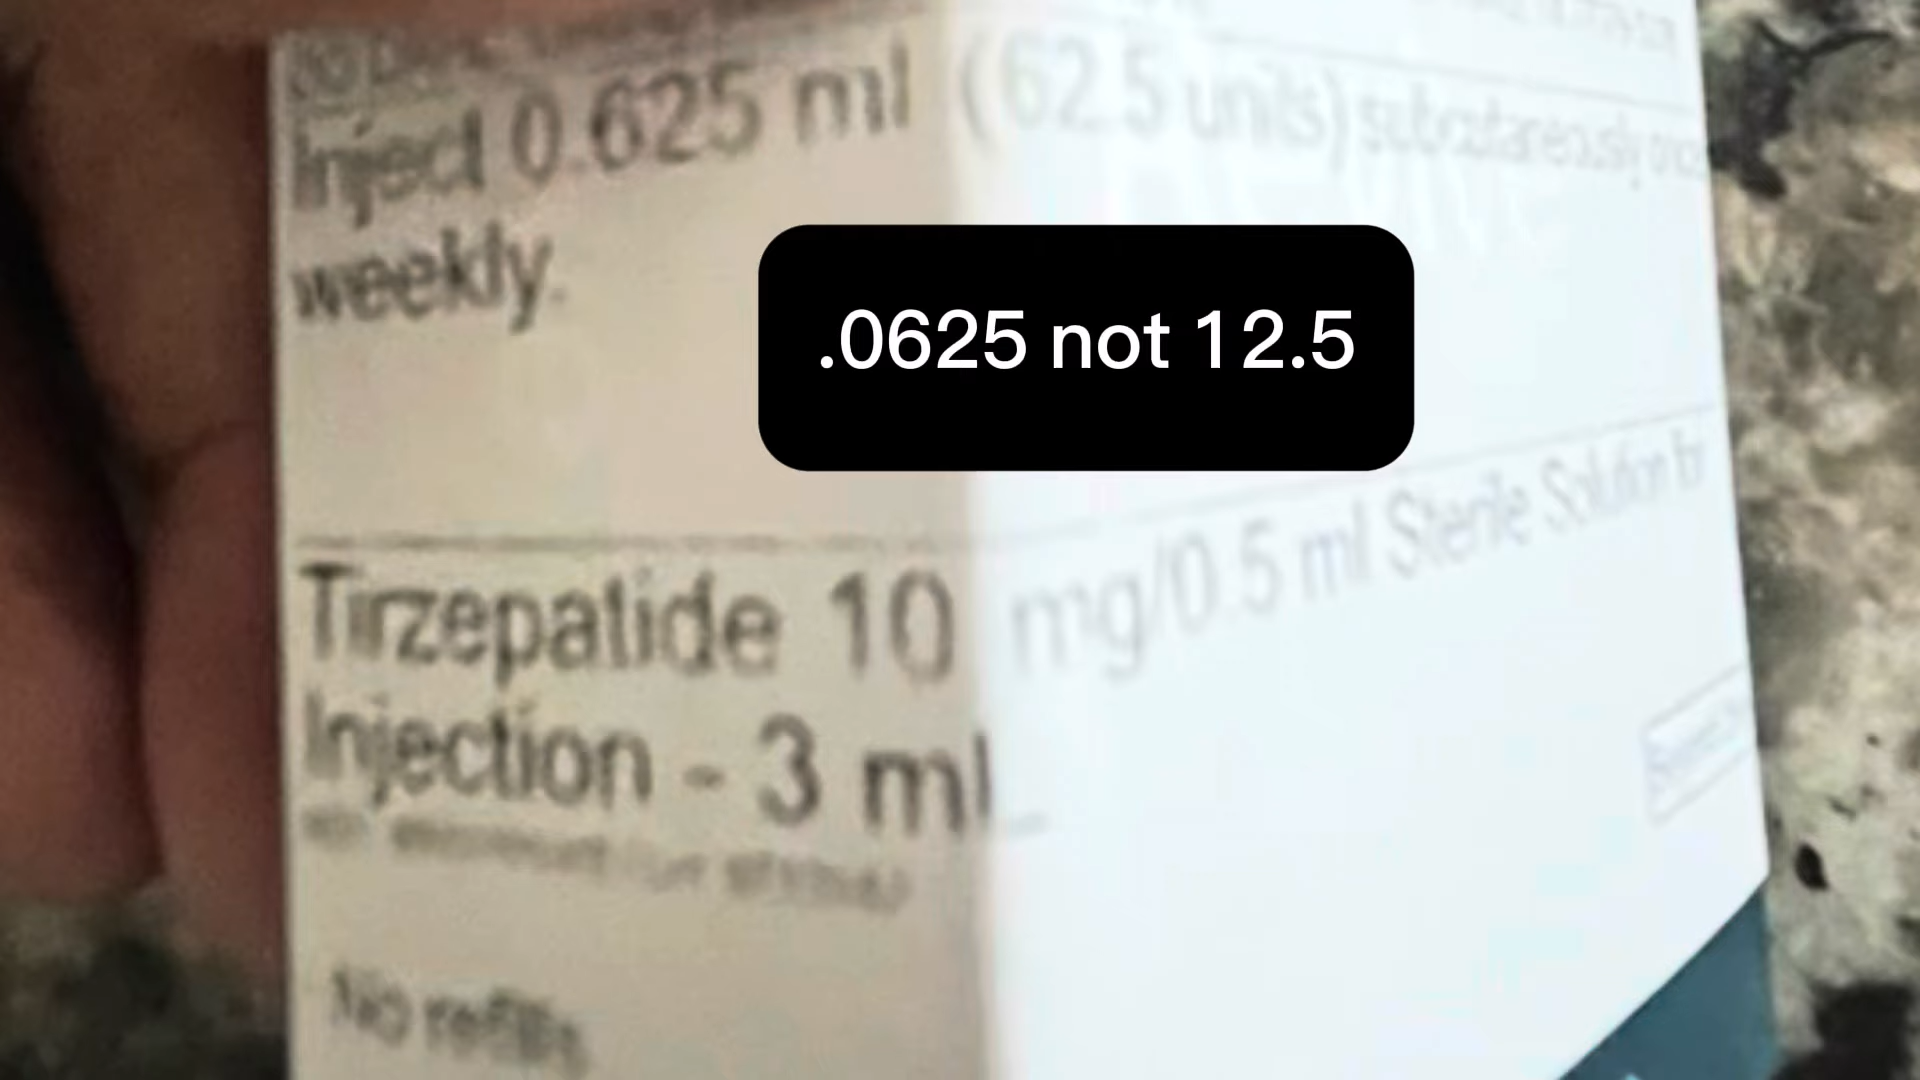 Inject 0.625 ml (62.5 units) subcutaneously once
weekly.
.0625 not 12.5
Tirzepatide 10 mg/0.5 ml Sterile Solution for
Injection - 3 mL
No refills